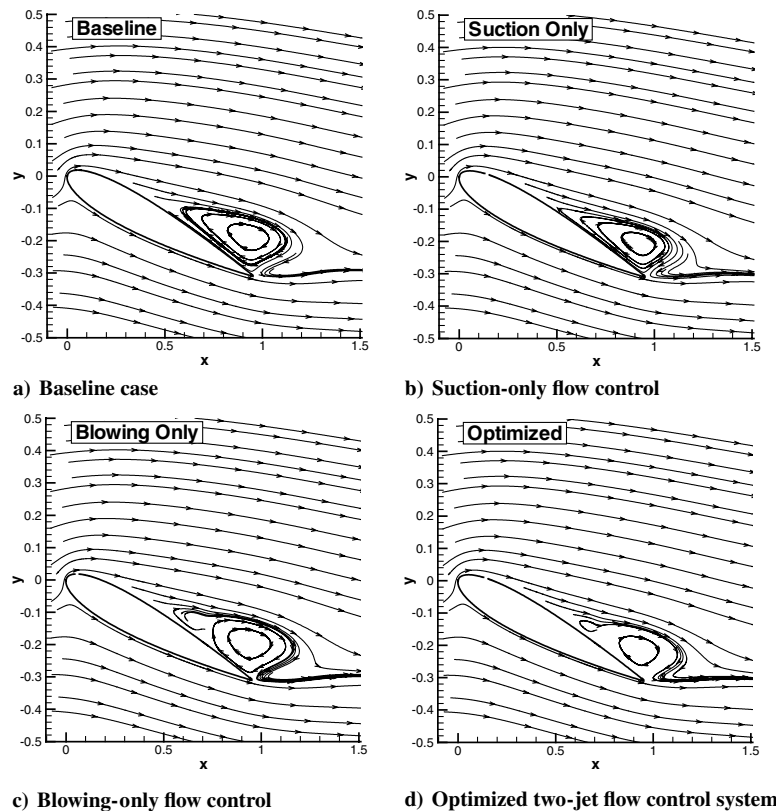 Baseline
0.5
0.4
0.3
0.2
0.1
0
-0.1
-0.2
-0.3
-0.4
-0.5
y
0 0.5 1 1.5
x
a) Baseline case
Suction Only
0.5
0.4
0.3
0.2
0.1
0
-0.1
-0.2
-0.3
-0.4
-0.5
y
0 0.5 1 1.5
x
b) Suction-only flow control
Blowing Only
0.5
0.4
0.3
0.2
0.1
0
-0.1
-0.2
-0.3
-0.4
-0.5
y
0 0.5 1 1.5
x
c) Blowing-only flow control
Optimized
0.5
0.4
0.3
0.2
0.1
0
-0.1
-0.2
-0.3
-0.4
-0.5
y
0 0.5 1 1.5
x
d) Optimized two-jet flow control system